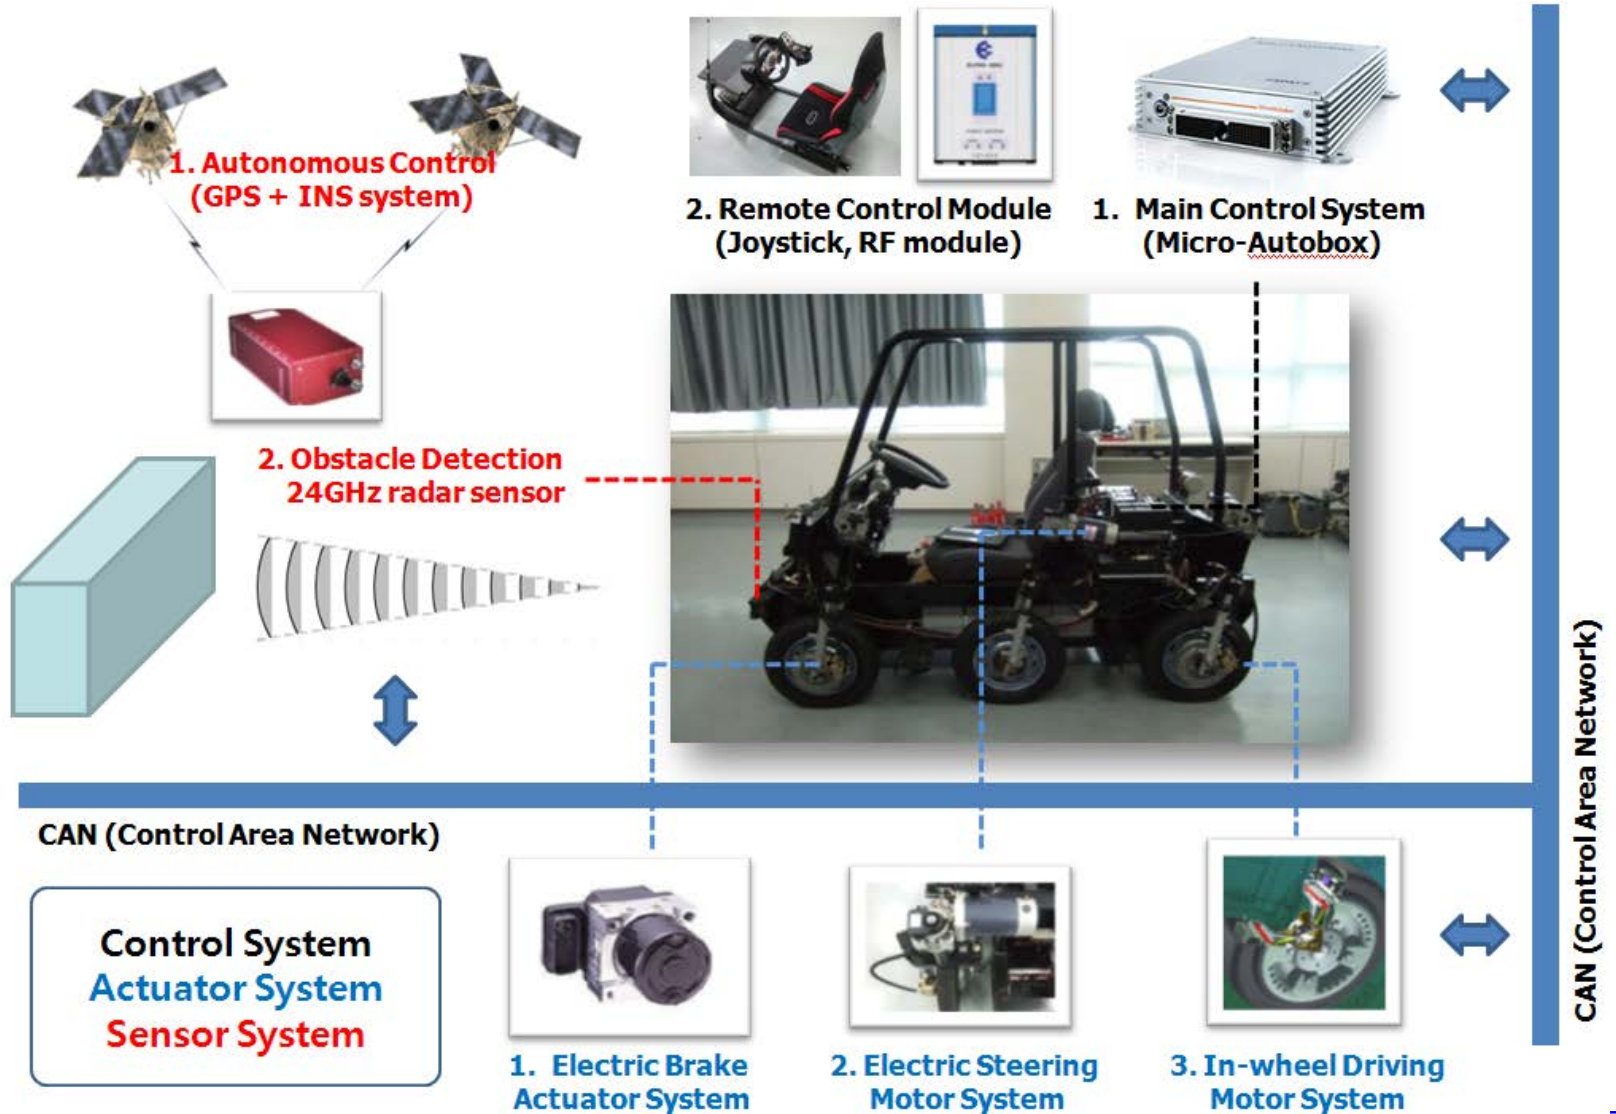 1. Autonomous Control
(GPS + INS system)
2. Remote Control Module
(Joystick, RF module)
1. Main Control System
(Micro-Autobox)
2. Obstacle Detection
24GHz radar sensor
CAN (Control Area Network)
CAN (Control Area Network)
Control System
Actuator System
Sensor System
1. Electric Brake
Actuator System
2. Electric Steering
Motor System
3. In-wheel Driving
Motor System